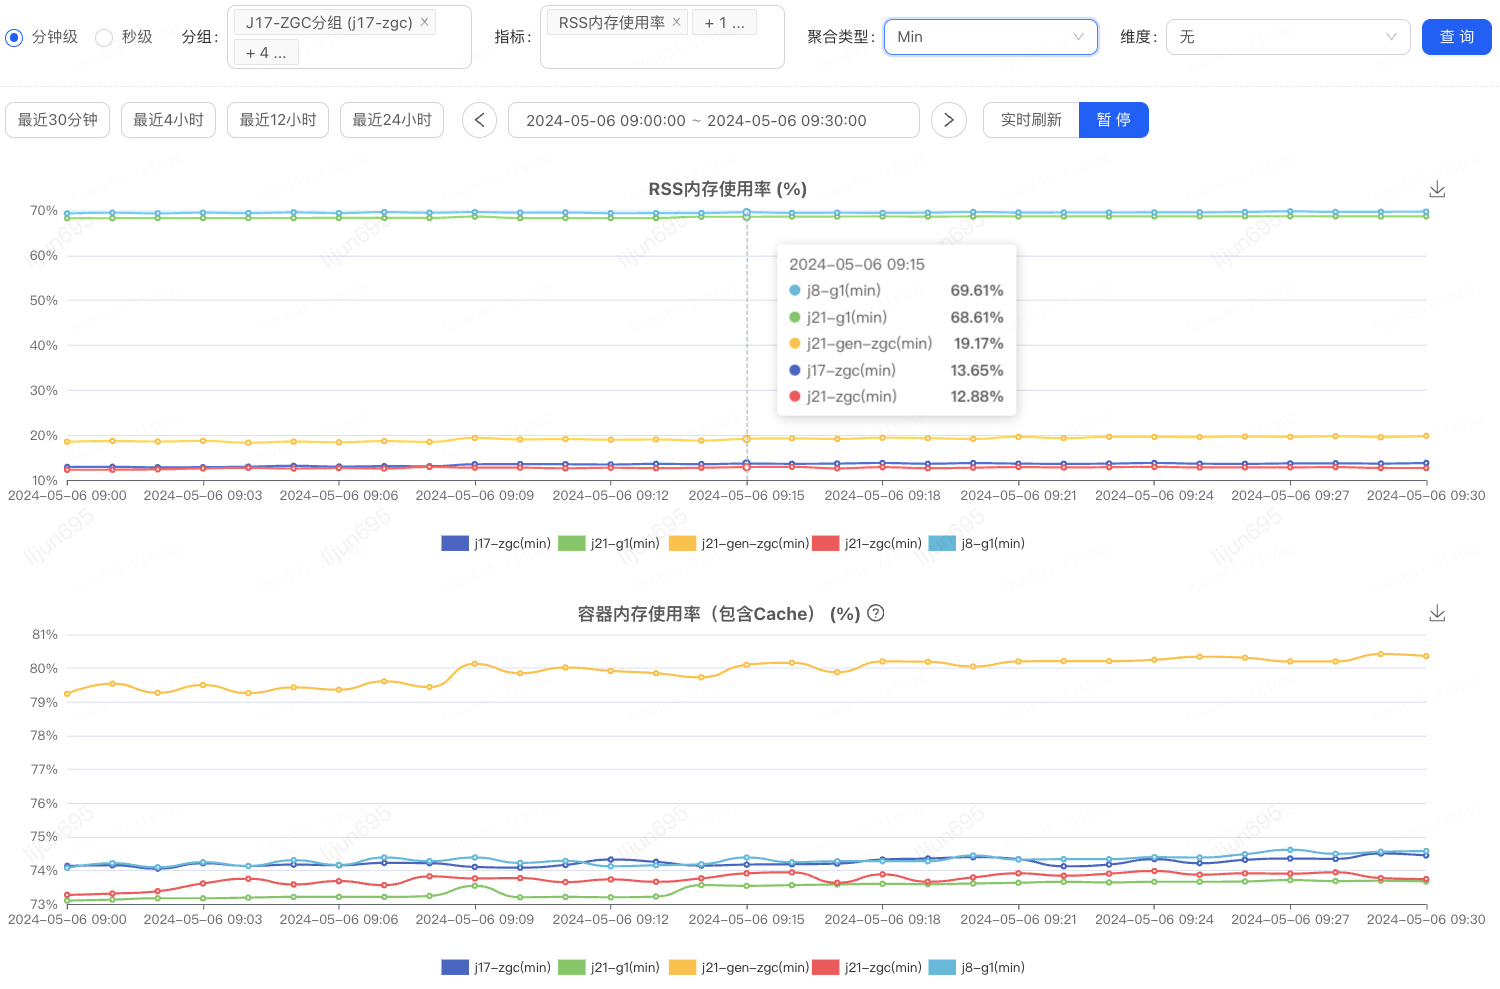 分钟级 秒级 分组: J17-ZGC分组 (j17-zgc) × + 4 ... 指标: RSS内存使用率 × + 1 ... 聚合类型: Min 维度: 无 查 询
最近30分钟 最近4小时 最近12小时 最近24小时 2024-05-06 09:00:00 ~ 2024-05-06 09:30:00 实时刷新 暂 停
RSS内存使用率 (%)
70%
60%
50%
40%
30%
20%
10%
2024-05-06 09:15
j8-g1(min) 69.61%
j21-g1(min) 68.61%
j21-gen-zgc(min) 19.17%
j17-zgc(min) 13.65%
j21-zgc(min) 12.88%
2024-05-06 09:00 2024-05-06 09:03 2024-05-06 09:06 2024-05-06 09:09 2024-05-06 09:12 2024-05-06 09:15 2024-05-06 09:18 2024-05-06 09:21 2024-05-06 09:24 2024-05-06 09:27 2024-05-06 09:30
j17-zgc(min) j21-g1(min) j21-gen-zgc(min) j21-zgc(min) j8-g1(min)
lijun695 lijun695 lijun695 lijun695 lijun695
容器内存使用率（包含Cache） (%) ?
81%
80%
79%
78%
77%
76%
75%
74%
73%
2024-05-06 09:00 2024-05-06 09:03 2024-05-06 09:06 2024-05-06 09:09 2024-05-06 09:12 2024-05-06 09:15 2024-05-06 09:18 2024-05-06 09:21 2024-05-06 09:24 2024-05-06 09:27 2024-05-06 09:30
j17-zgc(min) j21-g1(min) j21-gen-zgc(min) j21-zgc(min) j8-g1(min)